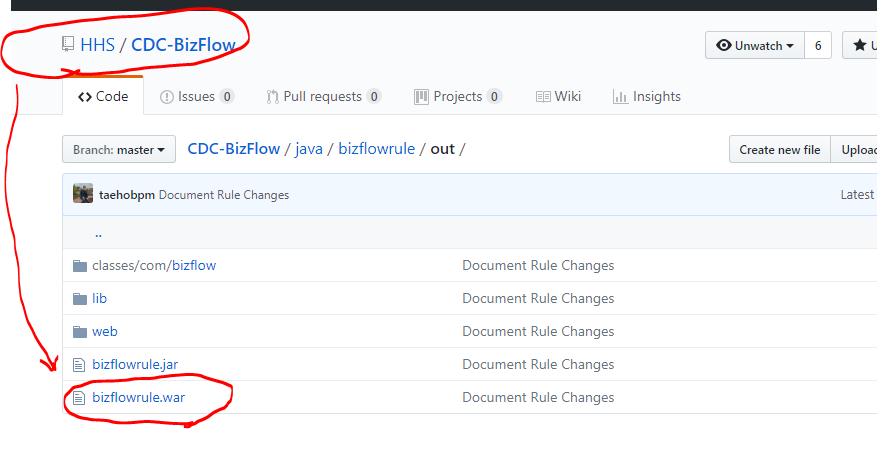 HHS / CDC-BizFlow
Unwatch 6
Code Issues 0 Pull requests 0 Projects 0 Wiki Insights
Branch: master CDC-BizFlow / java / bizflowrule / out /
Create new file Upload
taehobpm Document Rule Changes Latest
..
classes/com/bizflow Document Rule Changes
lib Document Rule Changes
web Document Rule Changes
bizflowrule.jar Document Rule Changes
bizflowrule.war Document Rule Changes